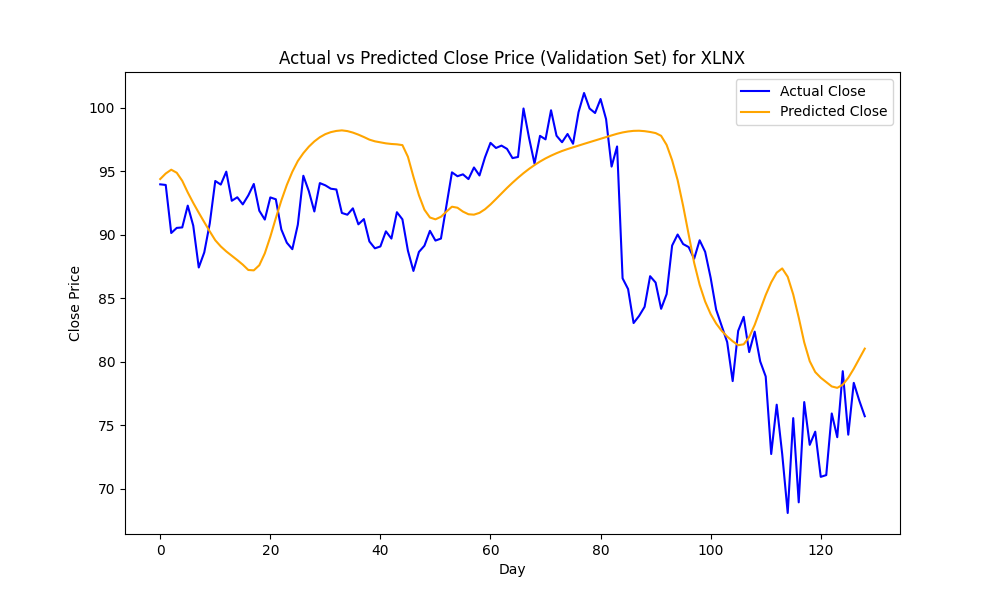 Actual vs Predicted Close Price (Validation Set) for XLNX
Actual Close
Predicted Close
Close Price
100
95
90
85
80
75
70
0 20 40 60 80 100 120
Day